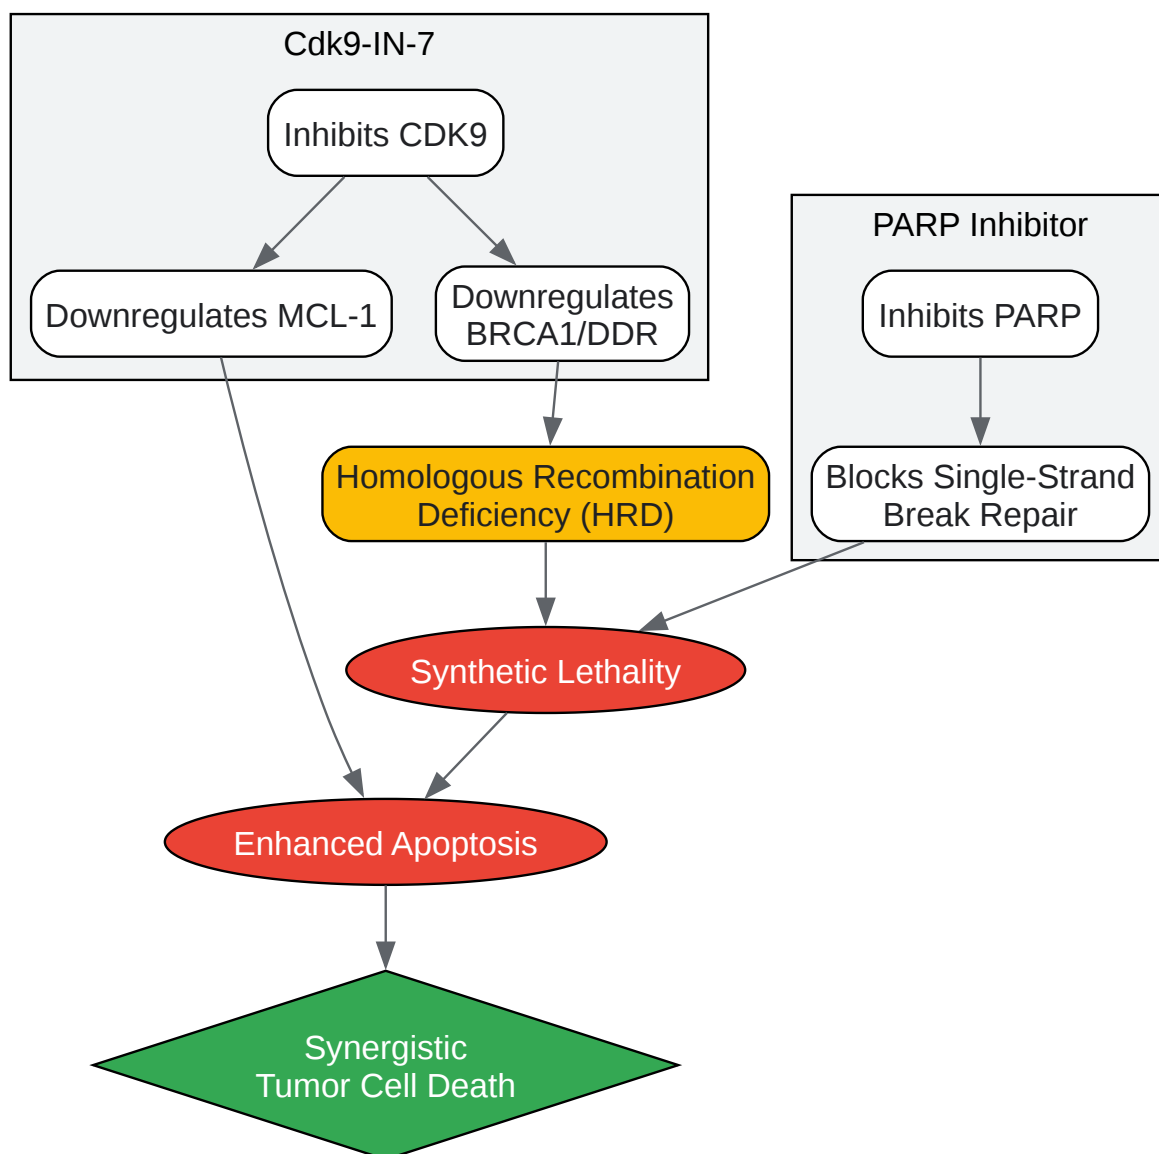 Cdk9-IN-7
Inhibits CDK9
PARP Inhibitor
Downregulates MCL-1
Downregulates
BRCA1/DDR
Inhibits PARP
Homologous Recombination
Deficiency (HRD)
Blocks Single-Strand
Break Repair
Synthetic Lethality
Enhanced Apoptosis
Synergistic
Tumor Cell Death